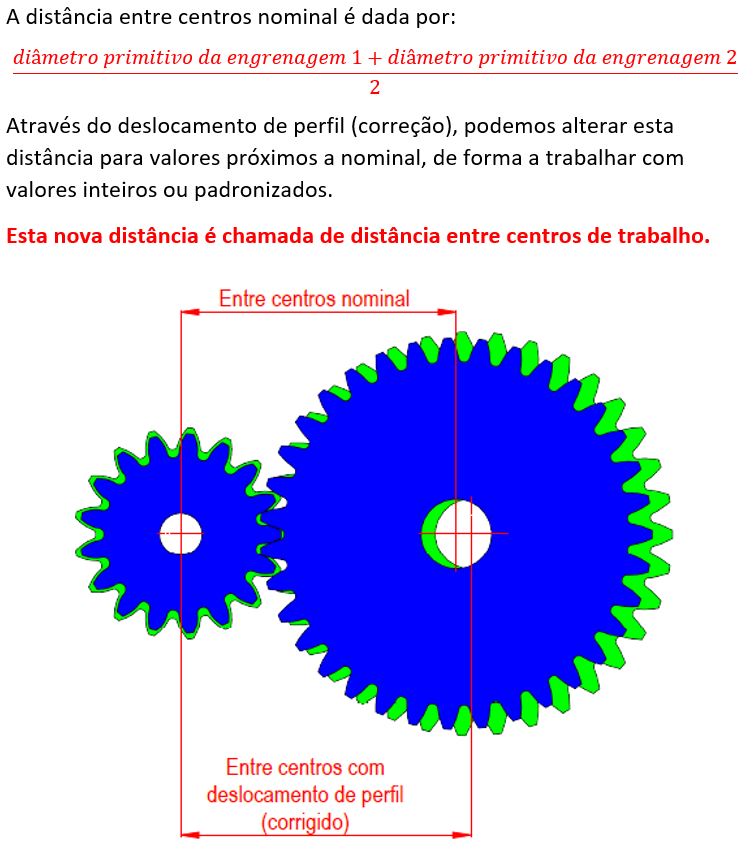 A distância entre centros nominal é dada por:
diâmetro primitivo da engrenagem 1 + diâmetro primitivo da engrenagem 2
2
Através do deslocamento de perfil (correção), podemos alterar esta
distância para valores próximos a nominal, de forma a trabalhar com
valores inteiros ou padronizados.
Esta nova distância é chamada de distância entre centros de trabalho.
Entre centros nominal
Entre centros com
deslocamento de perfil
(corrigido)